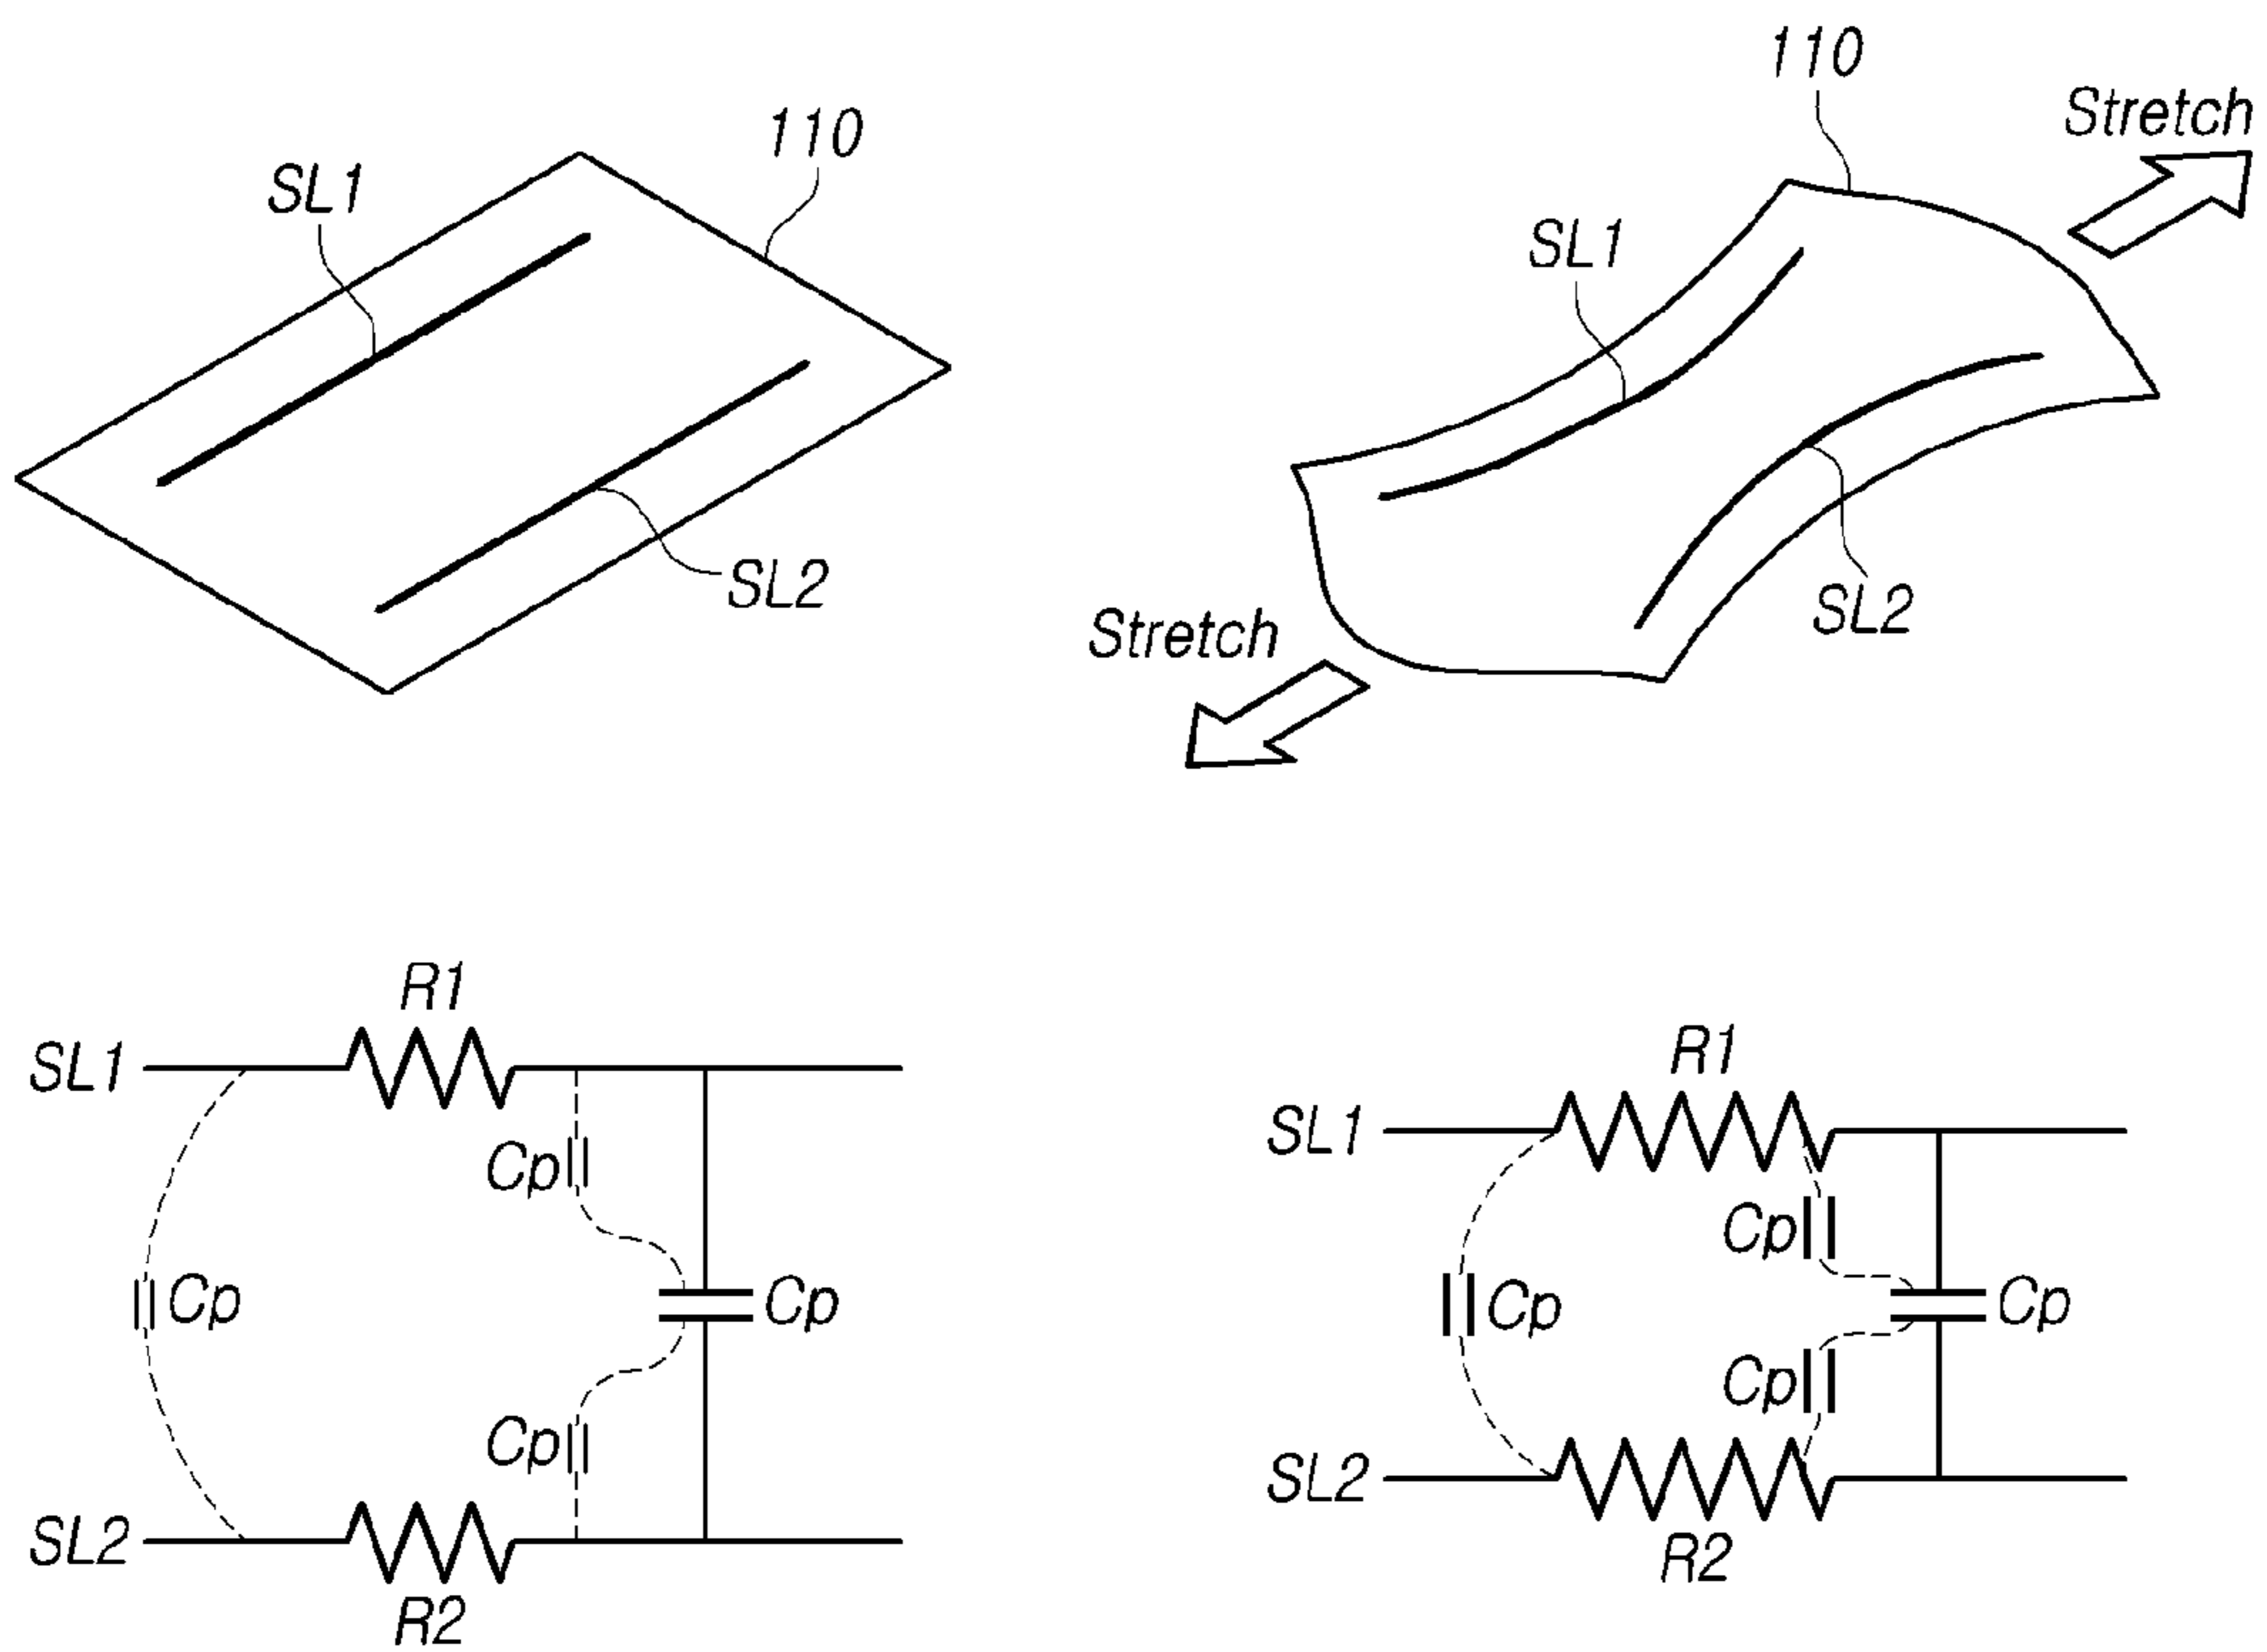 110
SL1
SL2
110
Stretch
SL1
SL2
Stretch
R1
SL1
Cp
Cp
Cp
Cp
SL2
R2
R1
SL1
Cp
Cp
Cp
Cp
SL2
R2